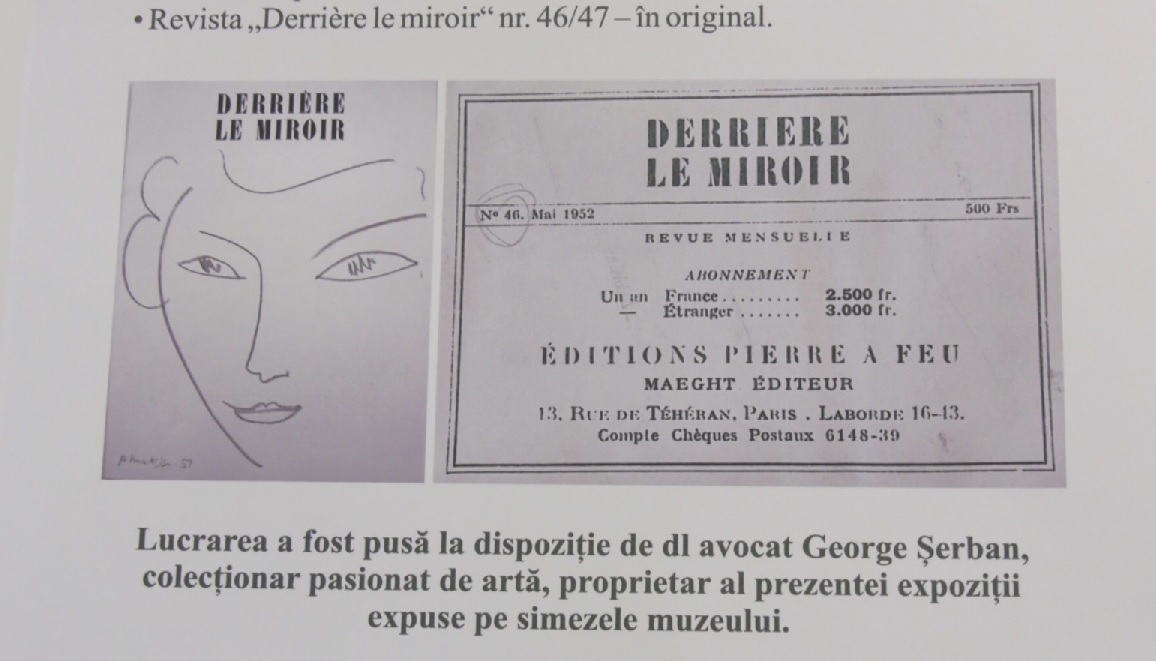 • Revista „Derrière le miroir“ nr. 46/47 – în original.
DERRIÈRE
LE MIROIR
DERRIERE
LE MIROIR
Nº 46. Mai 1952
500 Frs
REVUE MENSUELLE
ABONNEMENT
Un an France......... 2.500 fr.
— Étranger ....... 3.000 fr.
ÉDITIONS PIERRE A FEU
MAEGHT ÉDITEUR
13, RUE DE TÉHÉRAN, PARIS . LABORDE 16-43.
Compte Chèques Postaux 6148-39
Lucrarea a fost pusă la dispoziție de dl avocat George Șerban,
colecționar pasionat de artă, proprietar al prezentei expoziții
expuse pe simezele muzeului.